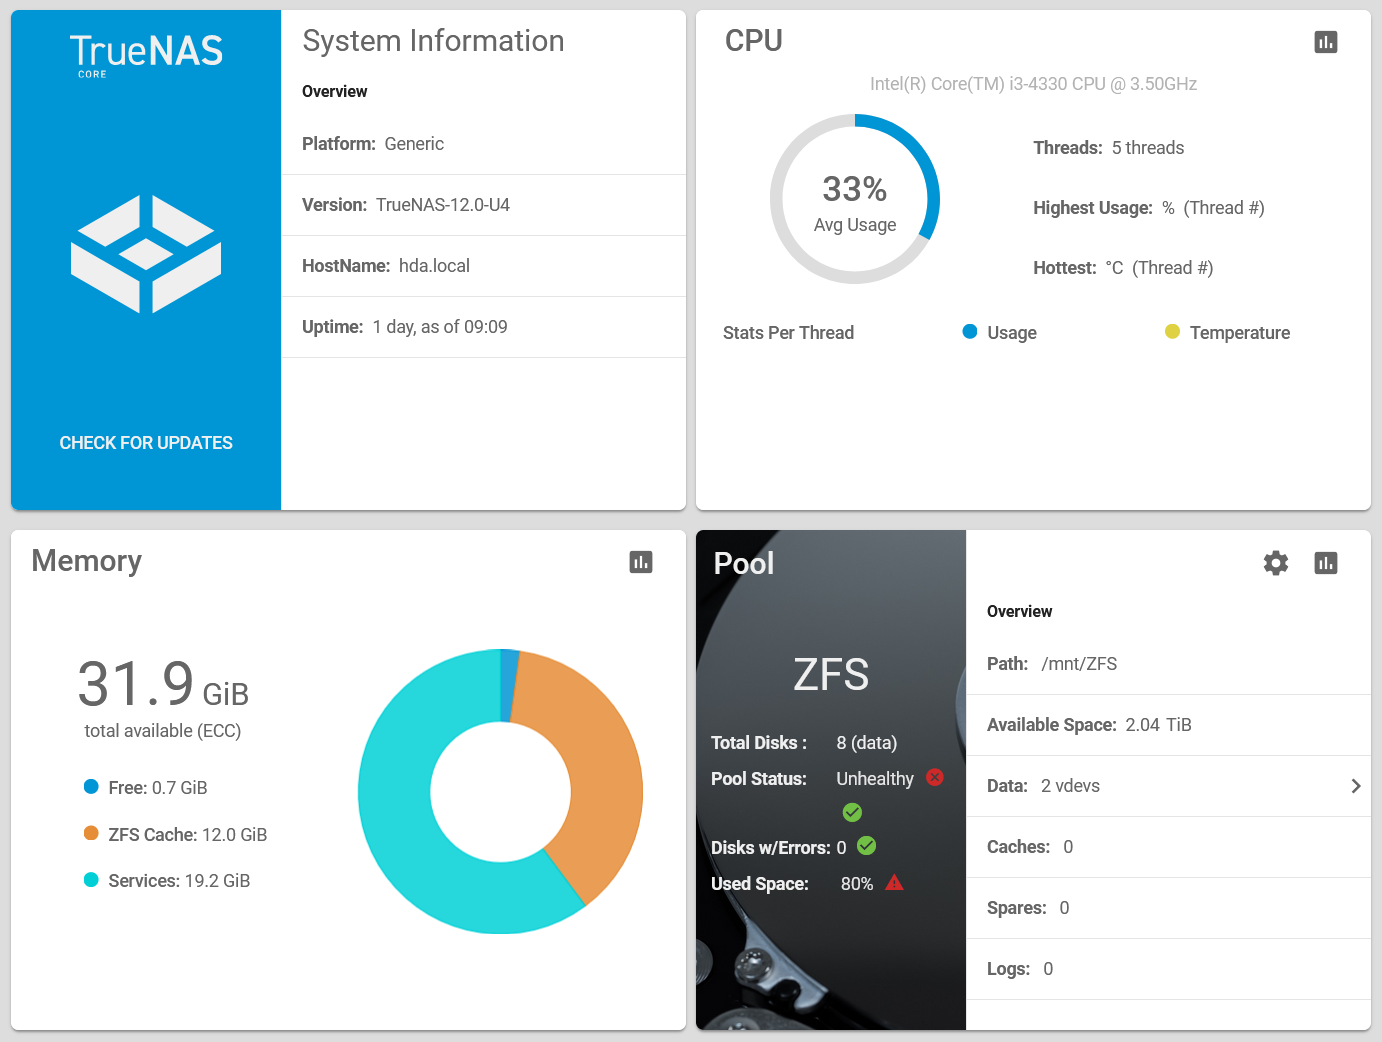 TrueNAS
CORE
CHECK FOR UPDATES
System Information
Overview
Platform: Generic
Version: TrueNAS-12.0-U4
HostName: hda.local
Uptime: 1 day, as of 09:09
CPU
Intel(R) Core(TM) i3-4330 CPU @ 3.50GHz
33%
Avg Usage
Threads: 5 threads
Highest Usage: % (Thread #)
Hottest: °C (Thread #)
Stats Per Thread Usage Temperature
Memory
31.9 GiB
total available (ECC)
Free: 0.7 GiB
ZFS Cache: 12.0 GiB
Services: 19.2 GiB
Pool
ZFS
Total Disks : 8 (data)
Pool Status: Unhealthy
Disks w/Errors: 0
Used Space: 80%
Overview
Path: /mnt/ZFS
Available Space: 2.04 TiB
Data: 2 vdevs
Caches: 0
Spares: 0
Logs: 0